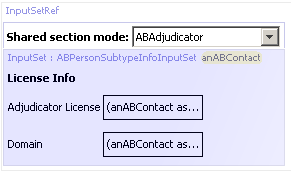 InputSetRef
Shared section mode: ABAdjudicator
InputSet : ABPersonSubtypeInfoInputSet anABContact
License Info
Adjudicator License (anABContact as...
Domain (anABContact as...